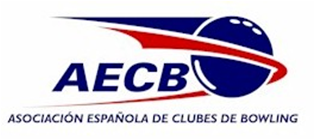 AECB
ASOCIACIÓN ESPAÑOLA DE CLUBES DE BOWLING